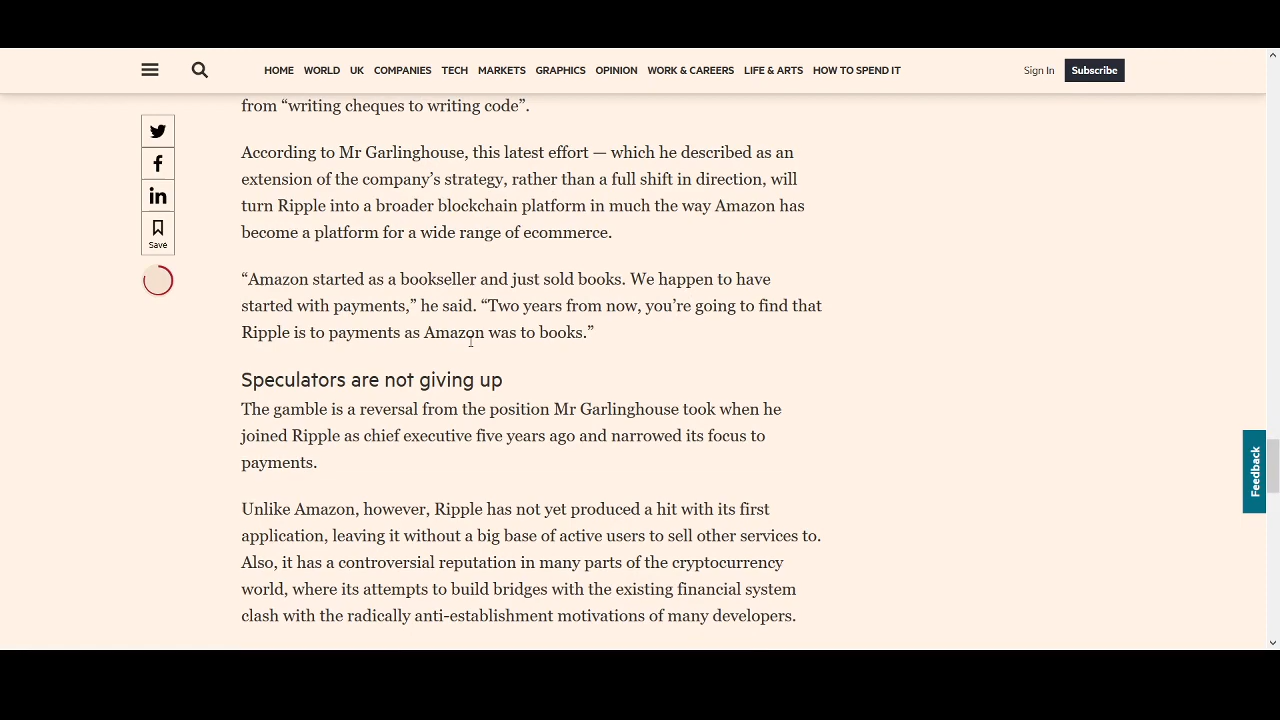 HOME WORLD UK COMPANIES TECH MARKETS GRAPHICS OPINION WORK & CAREERS LIFE & ARTS HOW TO SPEND IT Sign In Subscribe
from “writing cheques to writing code”.
According to Mr Garlinghouse, this latest effort — which he described as an
extension of the company’s strategy, rather than a full shift in direction, will
turn Ripple into a broader blockchain platform in much the way Amazon has
become a platform for a wide range of ecommerce.
Save
“Amazon started as a bookseller and just sold books. We happen to have
started with payments,” he said. “Two years from now, you’re going to find that
Ripple is to payments as Amazon was to books.”
Speculators are not giving up
The gamble is a reversal from the position Mr Garlinghouse took when he
joined Ripple as chief executive five years ago and narrowed its focus to
payments.
Unlike Amazon, however, Ripple has not yet produced a hit with its first
application, leaving it without a big base of active users to sell other services to.
Also, it has a controversial reputation in many parts of the cryptocurrency
world, where its attempts to build bridges with the existing financial system
clash with the radically anti-establishment motivations of many developers.
Feedback